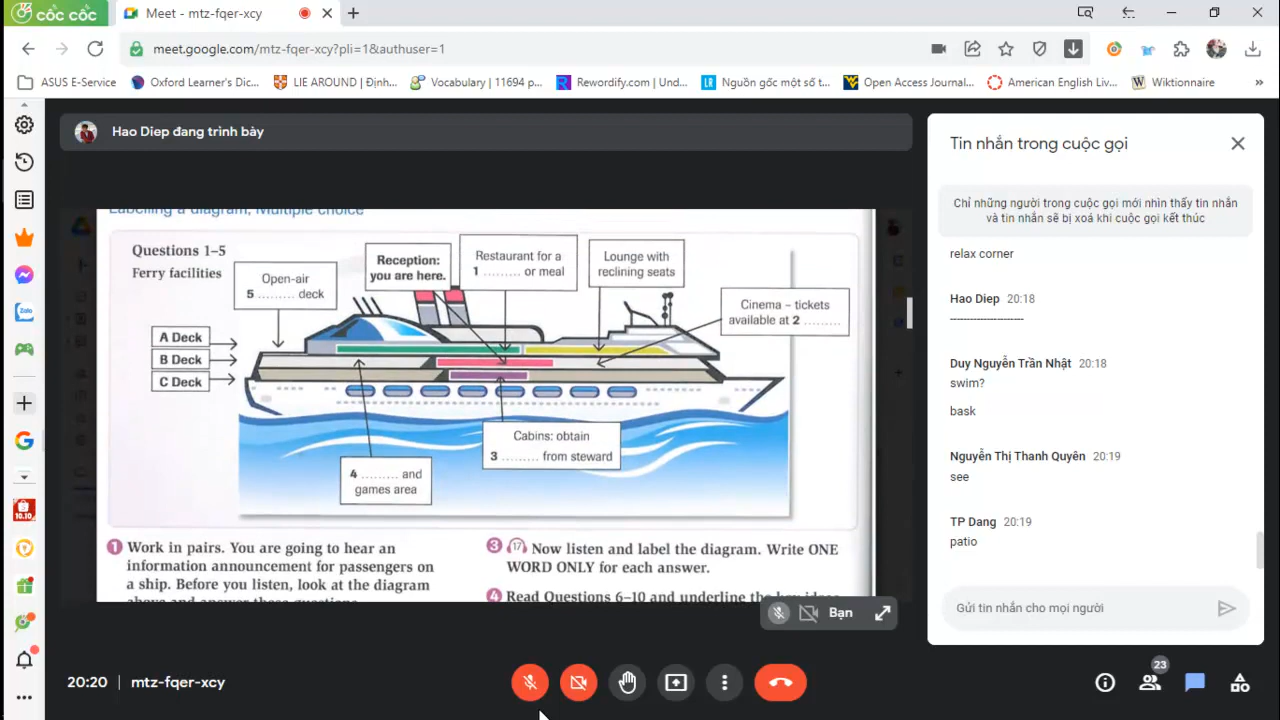 cốc cốc
Meet - mtz-fqer-xcy
meet.google.com/mtz-fqer-xcy?pli=1&authuser=1
ASUS E-Service
Oxford Learner's Dic...
LIE AROUND | Định...
Vocabulary | 11694 p...
Rewordify.com | Und...
Nguồn gốc một số t...
Open Access Journal...
American English Liv...
Wiktionnaire
»
Hao Diep đang trình bày
Labelling a diagram, Multiple choice
Questions 1–5
Ferry facilities
Open-air
5 ......... deck
Reception:
you are here.
Restaurant for a
1 ......... or meal
Lounge with
reclining seats
Cinema – tickets
available at 2 .........
A Deck
B Deck
C Deck
4 ......... and
games area
Cabins: obtain
3 ......... from steward
1 Work in pairs. You are going to hear an
information announcement for passengers on
a ship. Before you listen, look at the diagram
above and answer these questions.
3 17 Now listen and label the diagram. Write ONE
WORD ONLY for each answer.
4 Read Questions 6–10 and underline the key ideas
Bạn
Tin nhắn trong cuộc gọi
Chỉ những người trong cuộc gọi mới nhìn thấy tin nhắn
và tin nhắn sẽ bị xoá khi cuộc gọi kết thúc
relax corner
Hao Diep 20:18
-----------------------
Duy Nguyễn Trần Nhật 20:18
swim?
bask
Nguyễn Thị Thanh Quyên 20:19
see
TP Dang 20:19
patio
Gửi tin nhắn cho mọi người
Zalo
10.10
20:20 | mtz-fqer-xcy
23